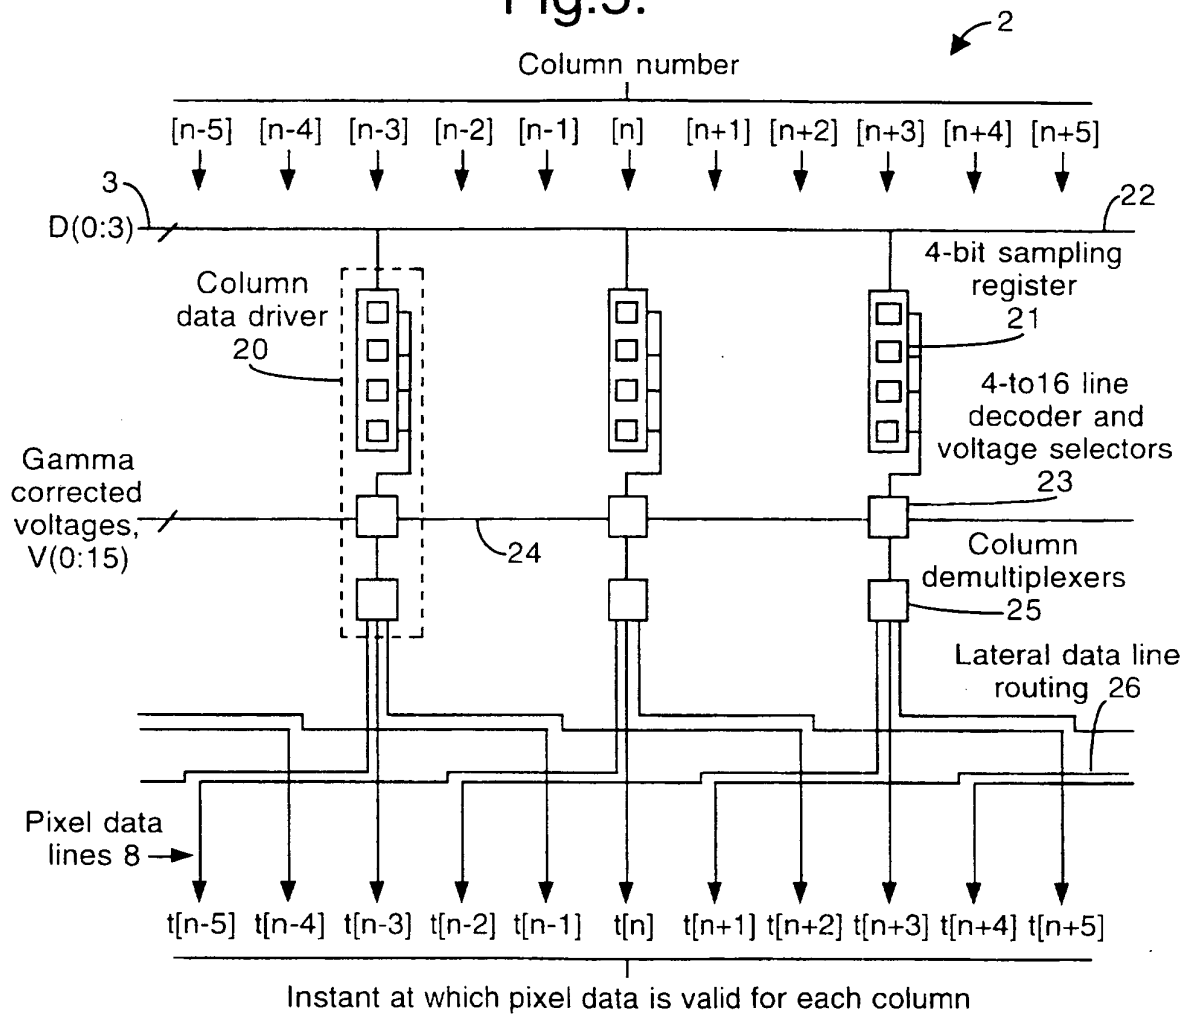 Fig.5.
2
Column number
[n-5] [n-4] [n-3] [n-2] [n-1] [n] [n+1] [n+2] [n+3] [n+4] [n+5]
3
D(0:3)
22
Column
data driver
20
4-bit sampling
register
21
4-to16 line
decoder and
voltage selectors
23
Gamma
corrected
voltages,
V(0:15)
24
Column
demultiplexers
25
Lateral data line
routing 26
Pixel data
lines 8
t[n-5] t[n-4] t[n-3] t[n-2] t[n-1] t[n] t[n+1] t[n+2] t[n+3] t[n+4] t[n+5]
Instant at which pixel data is valid for each column